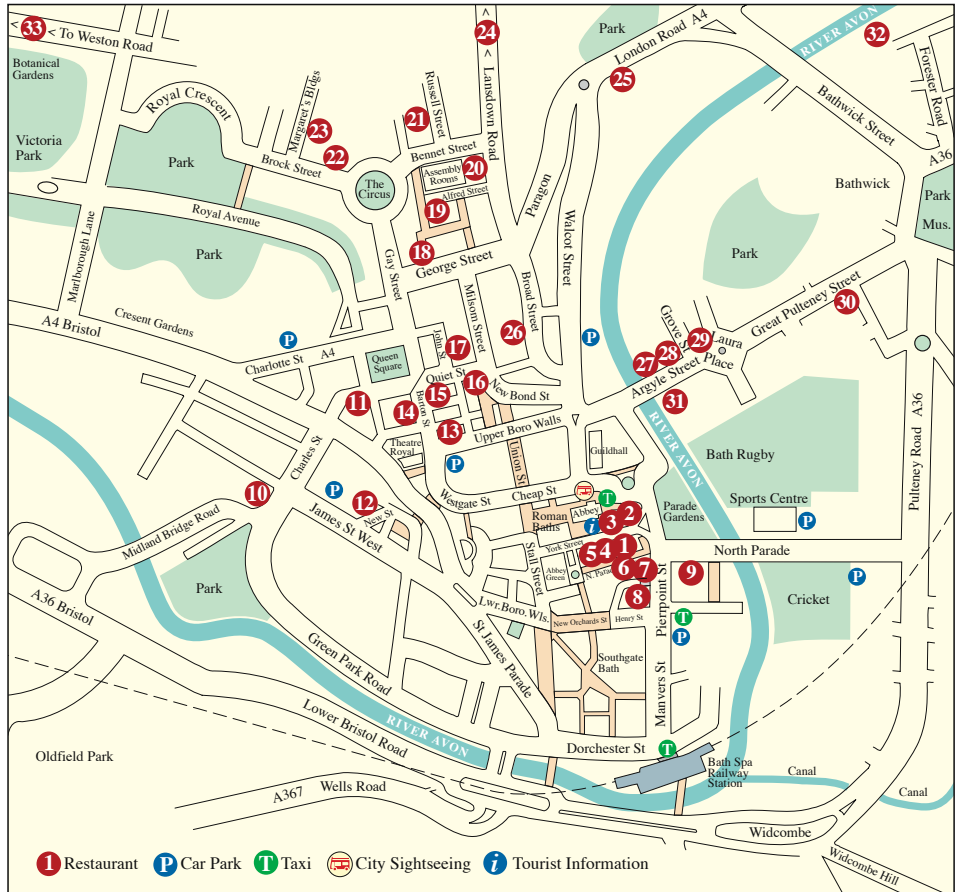 33
< To Weston Road
24
<
Park
London Road A4
RIVER AVON
32
Forester Road
Botanical
Gardens
Royal Crescent
Margaret's Bldgs
Russell Street
Lansdown Road
25
Bathwick Street
A36
23
21
Victoria
Park
Park
Brock Street
22
Bennet Street
Assembly
Rooms
20
Paragon
Bathwick
The
Circus
Alfred Street
19
Park
Mus.
Royal Avenue
Walcot Street
Marlborough Lane
Park
18
George Street
Gay Street
Park
A4 Bristol
Cresent Gardens
Milsom Street
Broad Street
Great Pulteney Street
30
P
Charlotte St
A4
Queen
Square
John St
17
26
P
Grove St
29
Laura
Place
28
27
Argyle Street
31
Quiet St
16
New Bond St
15
11
14
Barton St
13
Upper Boro Walls
Theatre
Royal
P
Union St
Guildhall
RIVER AVON
Bath Rugby
Pulteney Road A36
Charles St
10
P
12
New St
James St West
Midland Bridge Road
Westgate St
Cheap St
T
Roman
Baths
Abbey
2
3
i
Parade
Gardens
Sports Centre
P
York Street
1
4
5
Stall Street
Abbey
Green
N. Parade
6
7
North Parade
9
P
Park
8
Pierrpoint St
Cricket
A36 Bristol
Lwr.Boro.Wls.
New Orchards St
Henry St
T
P
Green Park Road
St James Parade
Southgate
Bath
Manvers St
Lower Bristol Road
RIVER AVON
Dorchester St
T
Bath Spa
Railway
Station
Oldfield Park
Canal
Canal
A367
Wells Road
Widcombe
Widcombe Hill
1 Restaurant P Car Park T Taxi City Sightseeing i Tourist Information